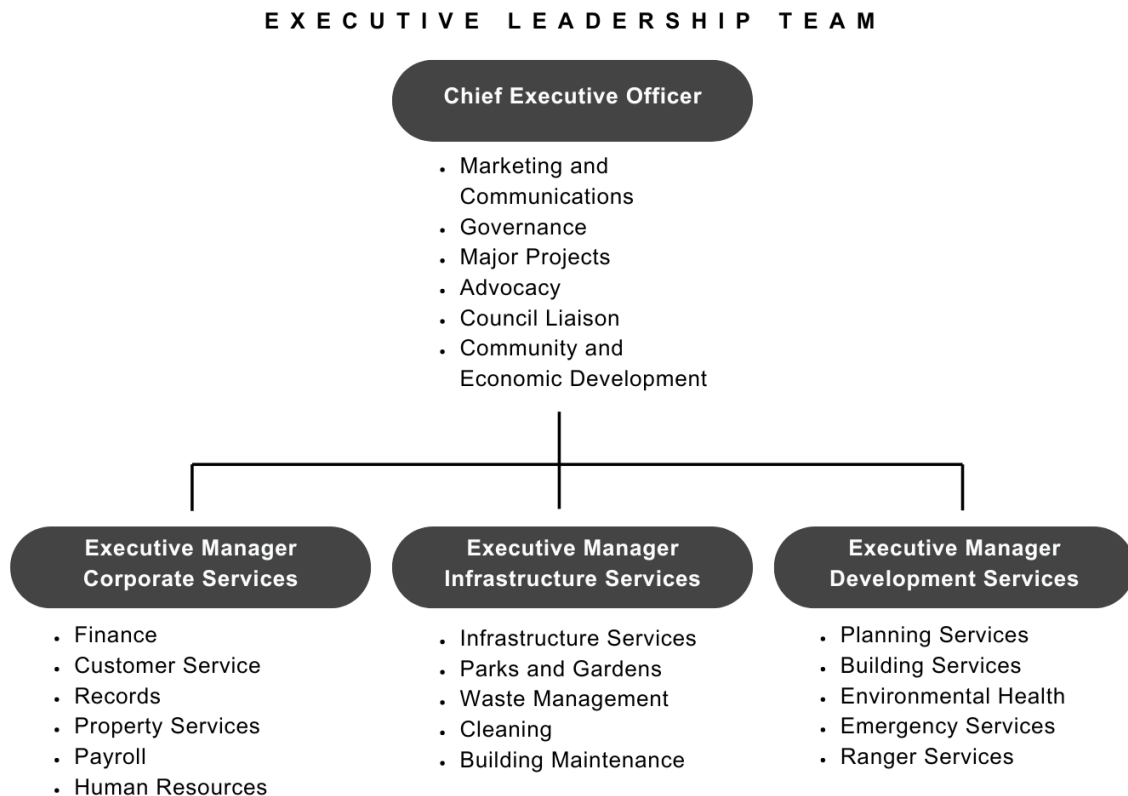 EXECUTIVE LEADERSHIP TEAM
Chief Executive Officer
• Marketing and
Communications
• Governance
• Major Projects
• Advocacy
• Council Liaison
• Community and
Economic Development
Executive Manager
Corporate Services
• Finance
• Customer Service
• Records
• Property Services
• Payroll
• Human Resources
Executive Manager
Infrastructure Services
• Infrastructure Services
• Parks and Gardens
• Waste Management
• Cleaning
• Building Maintenance
Executive Manager
Development Services
• Planning Services
• Building Services
• Environmental Health
• Emergency Services
• Ranger Services